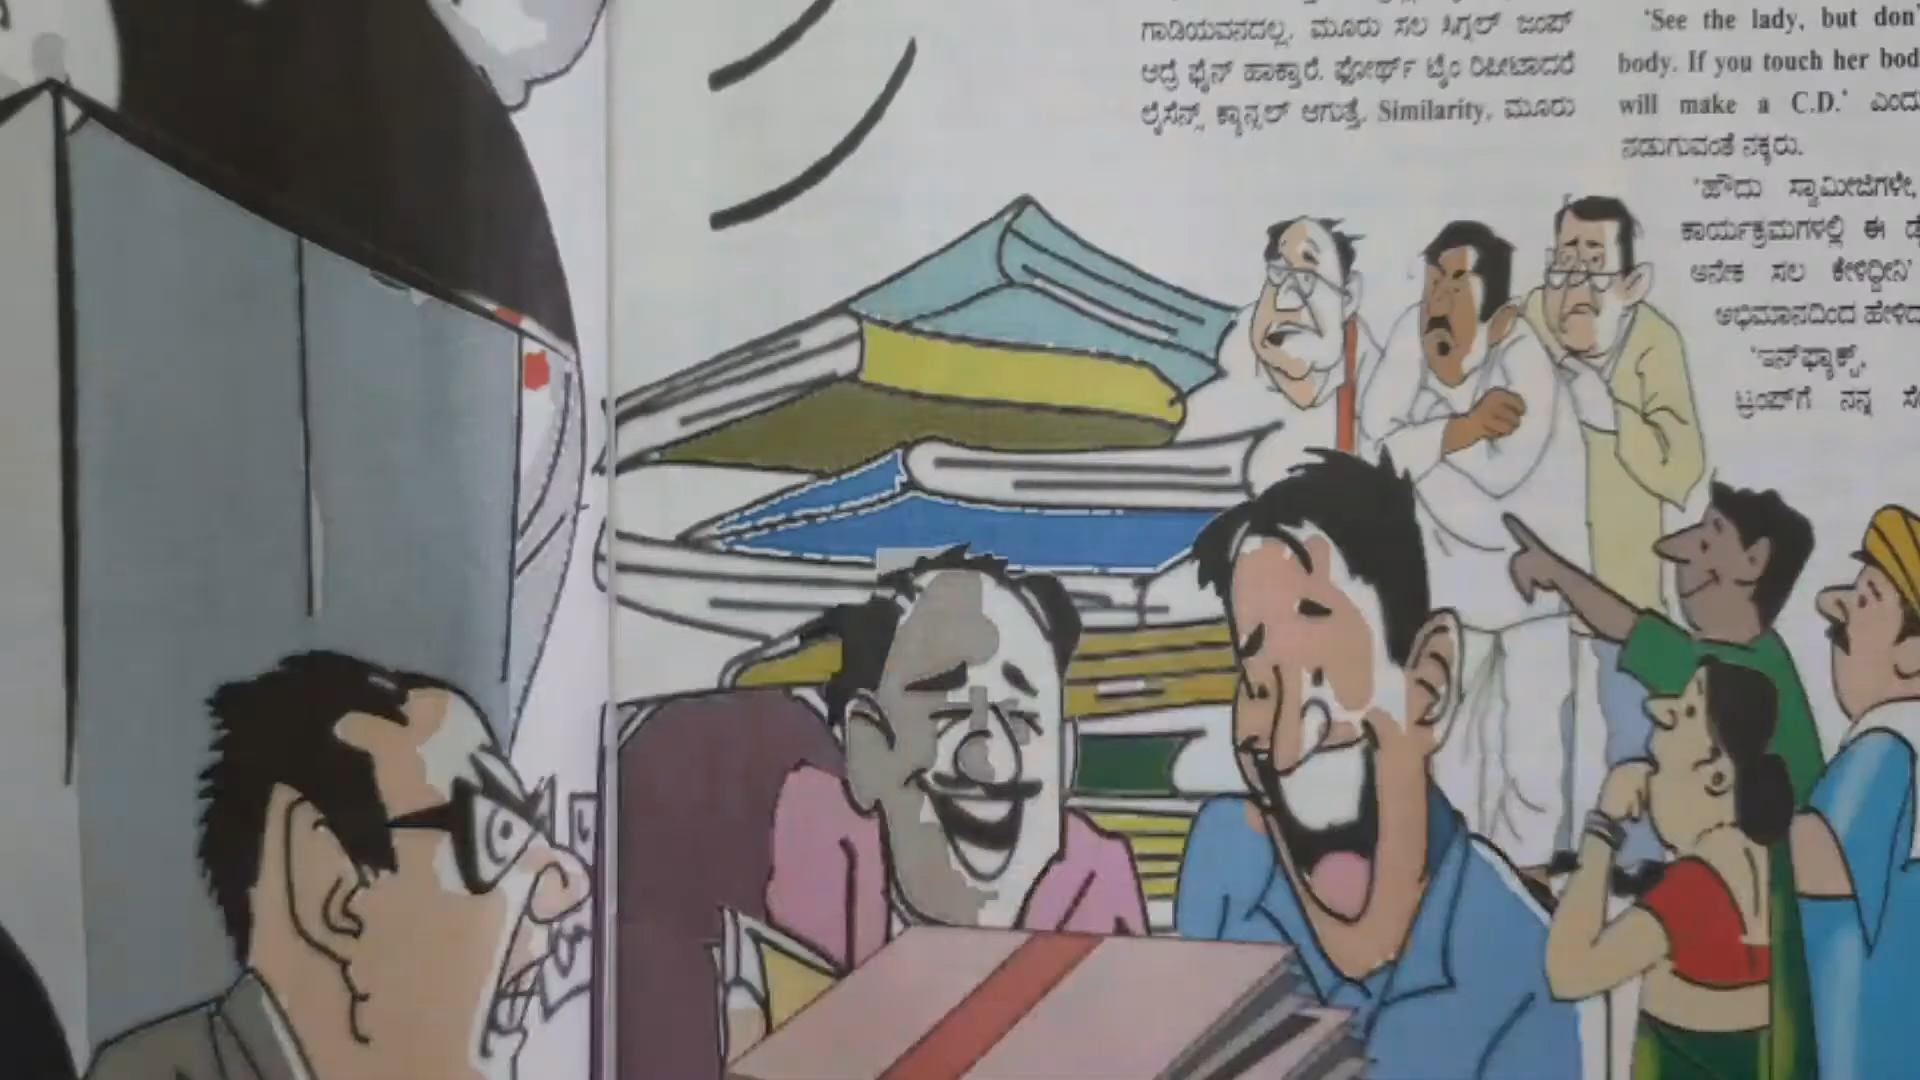 ಗಾಡಿಯವನದಲ್ಲ. ಮೂರು ಸಲ ಸಿಗ್ನಲ್ ಜಂಪ್
ಆದ್ರೆ ಫೈನ್ ಹಾಕ್ತಾರೆ. ಫೋರ್ಥ್ ಟೈಂ ರಿಪೀಟಾದರೆ
ಲೈಸೆನ್ಸ್ ಕ್ಯಾನ್ಸಲ್ ಆಗುತ್ತೆ. Similarity. ಮೂರು
'See the lady, but don'
body. If you touch her bod
will make a C.D.' ಎಂದು
ನಡುಗುವಂತೆ ನಕ್ಕರು.
'ಹೌದು ಸ್ವಾಮೀಜಿಗಳೇ,
ಕಾರ್ಯಕ್ರಮಗಳಲ್ಲಿ ಈ
ಅನೇಕ ಸಲ ಕೇಳಿದ್ದೀನಿ'
ಅಭಿಮಾನದಿಂದ ಹೇಳಿದ
'ಇನ್‌ಫ್ಯಾಕ್ಟ್,
ಟ್ರಂಪ್‌ಗೆ ನನ್ನ